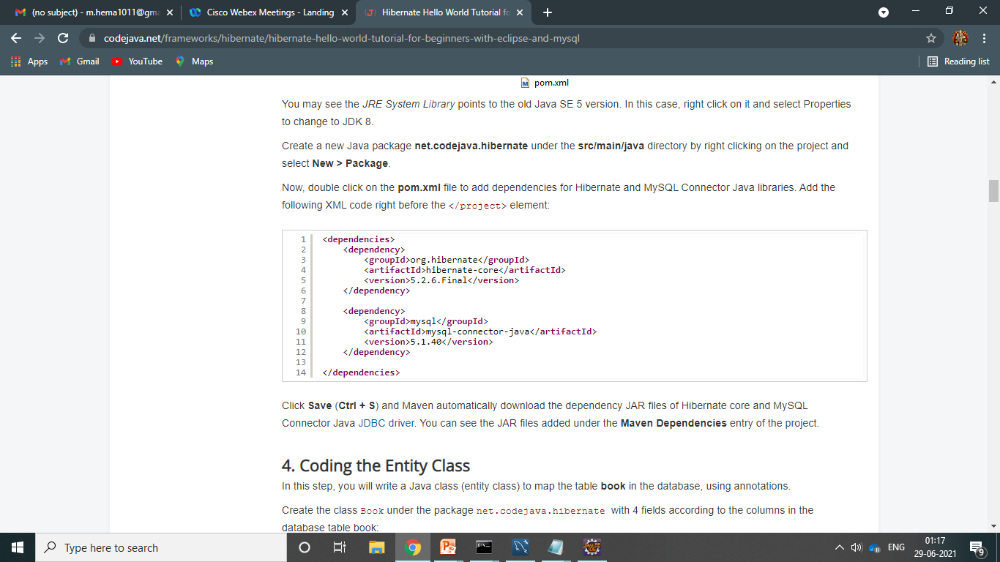 (no subject) - m.hema1011@gma
Cisco Webex Meetings - Landing
Hibernate Hello World Tutorial fo
codejava.net/frameworks/hibernate/hibernate-hello-world-tutorial-for-beginners-with-eclipse-and-mysql
Apps Gmail YouTube Maps Reading list
pom.xml
You may see the JRE System Library points to the old Java SE 5 version. In this case, right click on it and select Properties
to change to JDK 8.
Create a new Java package net.codejava.hibernate under the src/main/java directory by right clicking on the project and
select New > Package.
Now, double click on the pom.xml file to add dependencies for Hibernate and MySQL Connector Java libraries. Add the
following XML code right before the </project> element:
1 <dependencies>
2 <dependency>
3 <groupId>org.hibernate</groupId>
4 <artifactId>hibernate-core</artifactId>
5 <version>5.2.6.Final</version>
6 </dependency>
7
8 <dependency>
9 <groupId>mysql</groupId>
10 <artifactId>mysql-connector-java</artifactId>
11 <version>5.1.40</version>
12 </dependency>
13
14 </dependencies>
Click Save (Ctrl + S) and Maven automatically download the dependency JAR files of Hibernate core and MySQL
Connector Java JDBC driver. You can see the JAR files added under the Maven Dependencies entry of the project.
4. Coding the Entity Class
In this step, you will write a Java class (entity class) to map the table book in the database, using annotations.
Create the class Book under the package net.codejava.hibernate with 4 fields according to the columns in the
database table book:
Type here to search
ENG
01:17
29-06-2021
9